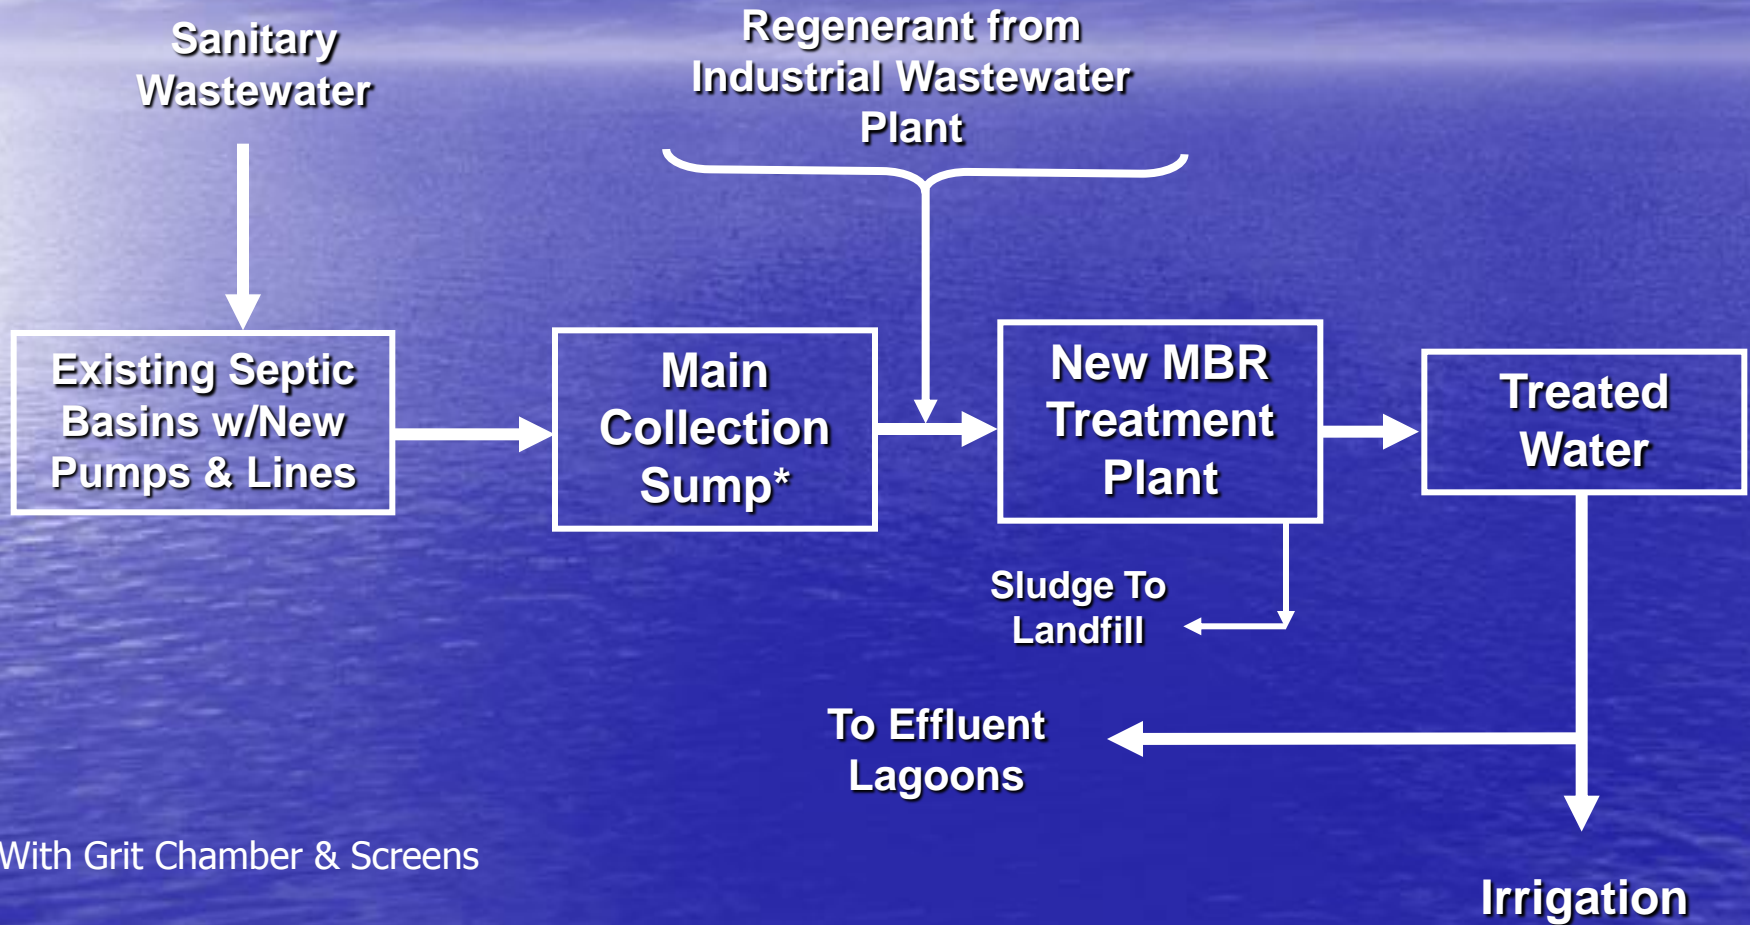 Sanitary
Wastewater
Regenerant from
Industrial Wastewater
Plant
Existing Septic
Basins w/New
Pumps & Lines
Main
Collection
Sump*
New MBR
Treatment
Plant
Treated
Water
Sludge To
Landfill
To Effluent
Lagoons
With Grit Chamber & Screens
Irrigation